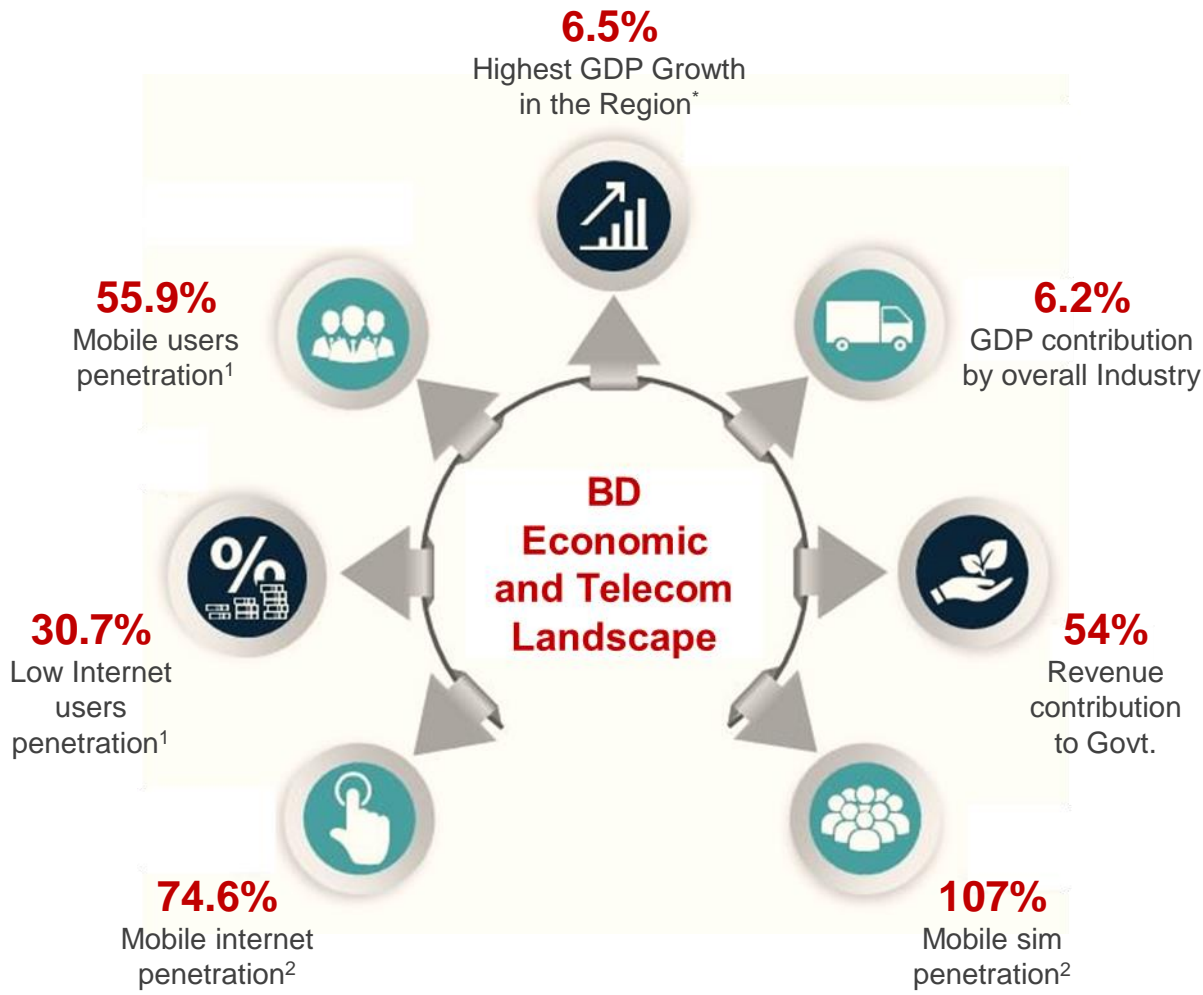 6.5%
Highest GDP Growth
in the Region*
55.9%
Mobile users
penetration¹
6.2%
GDP contribution
by overall Industry
BD
Economic
and Telecom
Landscape
%
30.7%
Low Internet
users
penetration¹
54%
Revenue
contribution
to Govt.
74.6%
Mobile internet
penetration²
107%
Mobile sim
penetration²